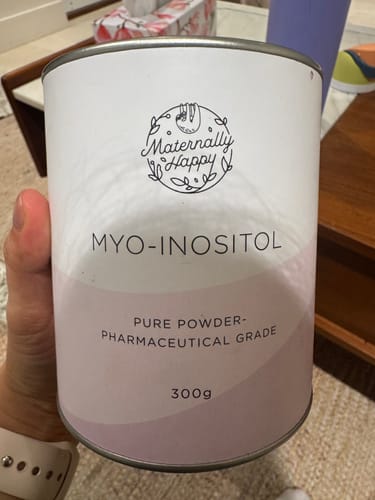 Maternally
Happy
MYO-INOSITOL
PURE POWDER-
PHARMACEUTICAL GRADE
300g